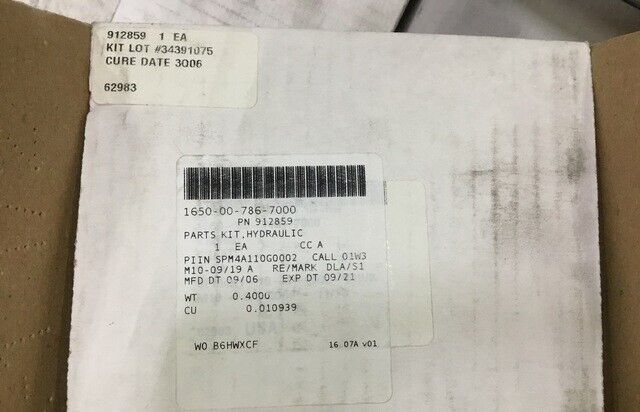 912859 1 EA
KIT LOT #34391075
CURE DATE 3Q06
62983
1650-00-786-7000
PN 912859
PARTS KIT,HYDRAULIC
1 EA CC A
PIIN SPM4A110G0002 CALL 01W3
M10-09/19 A RE/MARK DLA/S1
MFD DT 09/06 EXP DT 09/21
WT 0.4000
CU 0.010939
WO B6HWXCF 16.07A v01